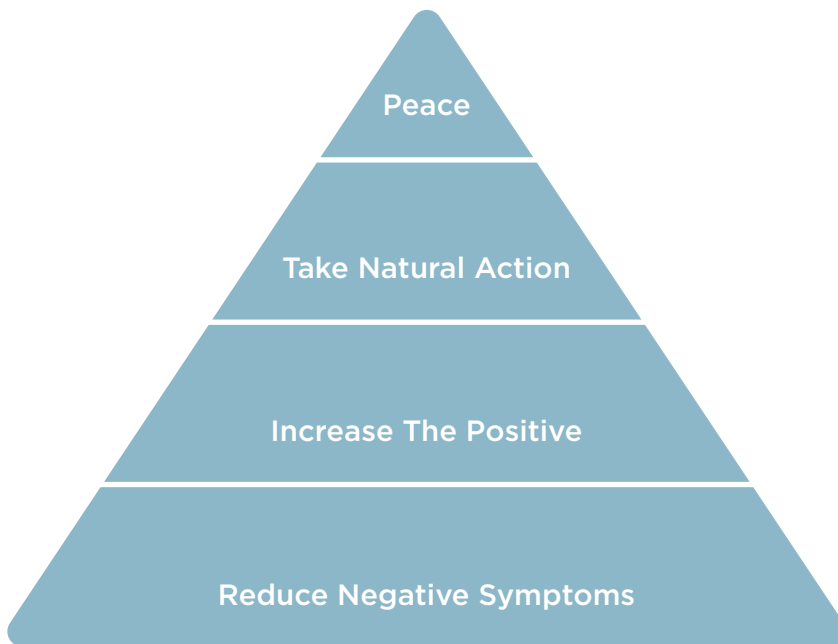 Peace
Take Natural Action
Increase The Positive
Reduce Negative Symptoms